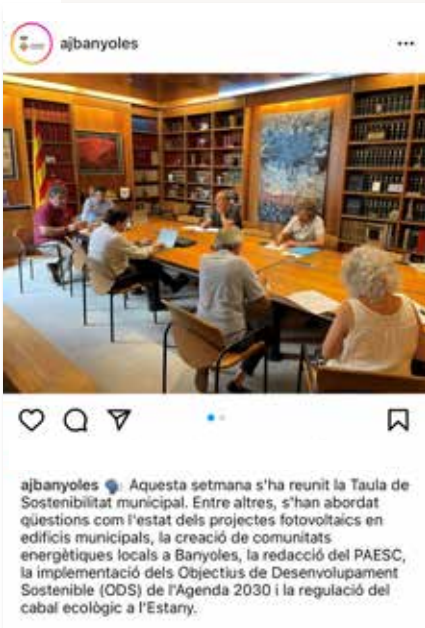 ajbanyoles
ajbanyoles 🗣 Aquesta setmana s'ha reunit la Taula de
Sostenibilitat municipal. Entre altres, s'han abordat
qüestions com l'estat dels projectes fotovoltaics en
edificis municipals, la creació de comunitats
energètiques locals a Banyoles, la redacció del PAESC,
la implementació dels Objectius de Desenvolupament
Sostenible (ODS) de l'Agenda 2030 i la regulació del
cabal ecològic a l'Estany.